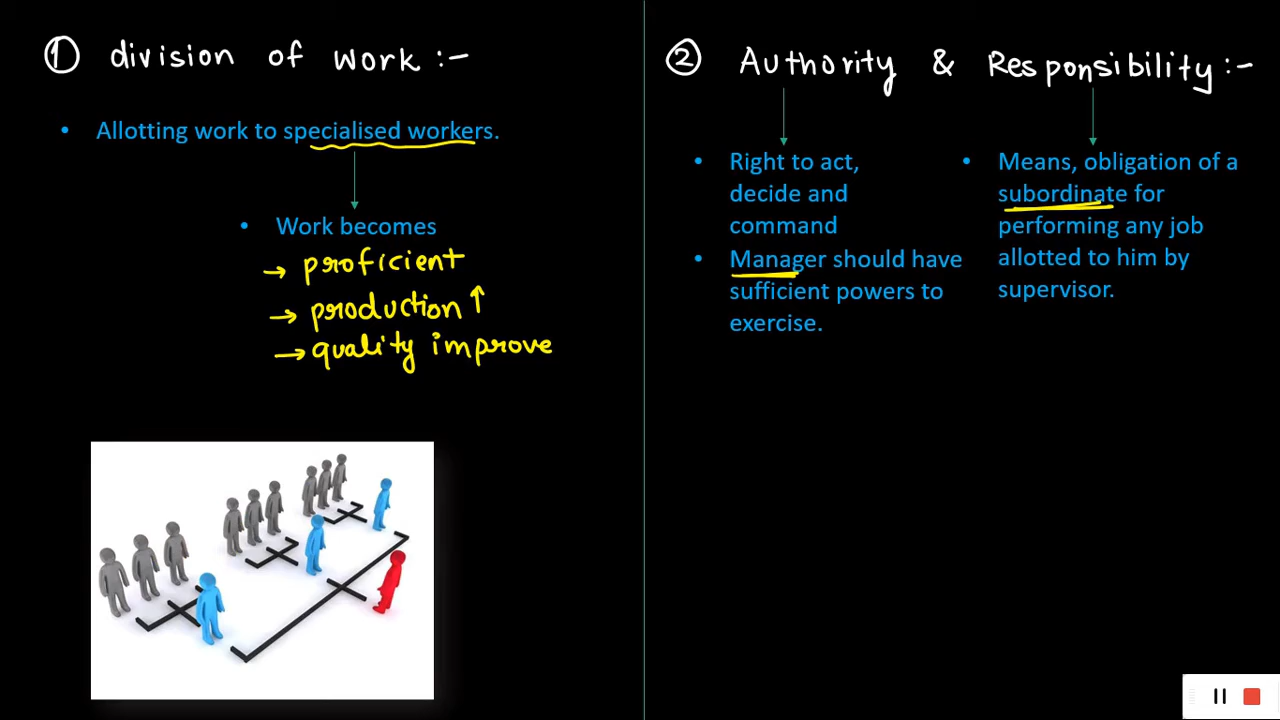 ① division of work :-
• Allotting work to specialised workers.
• Work becomes
→ proficient
→ production ↑
→ quality improve
② Authority & Responsibility :-
• Right to act,
decide and
command
• Manager should have
sufficient powers to
exercise.
• Means, obligation of a
subordinate for
performing any job
allotted to him by
supervisor.